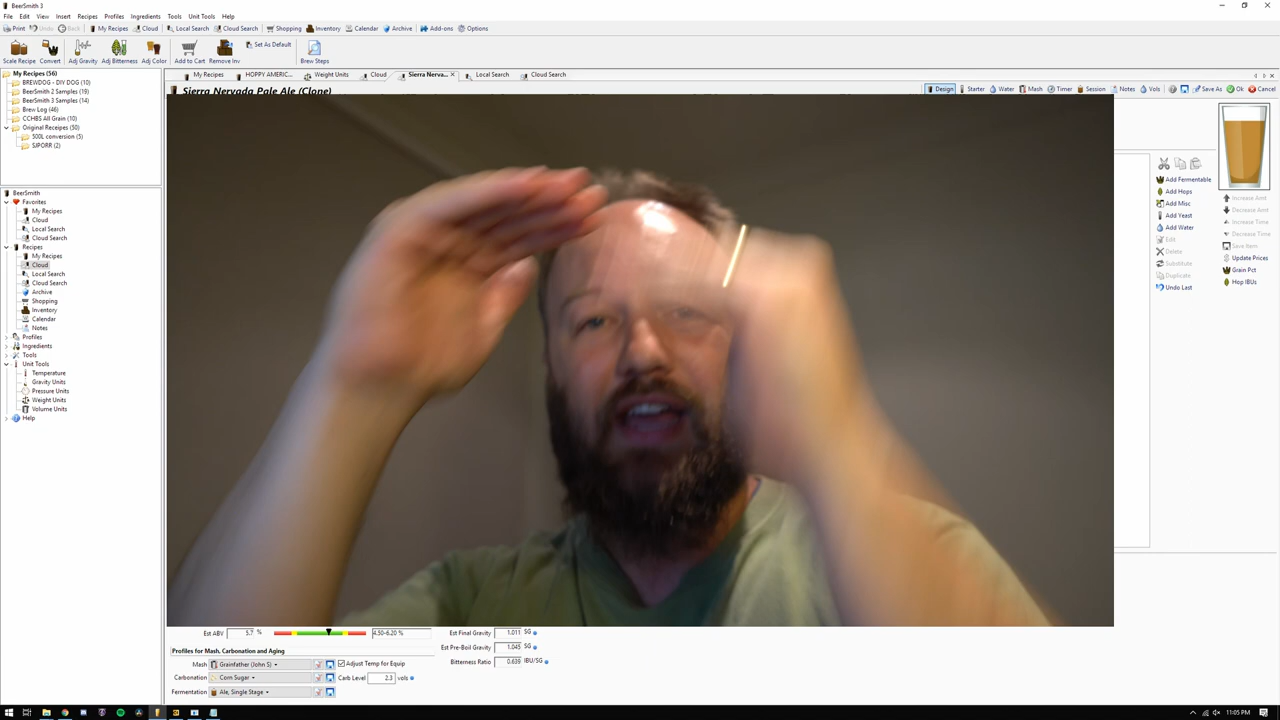 BeerSmith 3
File Edit View Insert Recipes Profiles Ingredients Tools Unit Tools Help
Print Undo Back My Recipes Cloud Local Search Cloud Search Shopping Inventory Calendar Archive Add-ons Options
Scale Recipe Convert Adj Gravity Adj Bitterness Adj Color Add to Cart Remove Inv Set As Default Brew Steps
My Recipes (56)
BREWDOG - DIY DOG (10)
BeerSmith 2 Samples (19)
BeerSmith 3 Samples (14)
Brew Log (46)
CCHBS All Grain (10)
Original Receipes (50)
500L conversion (5)
SJPORR (2)
BeerSmith
Favorites
My Recipes
Cloud
Local Search
Cloud Search
Recipes
My Recipes
Cloud
Local Search
Cloud Search
Archive
Shopping
Inventory
Calendar
Notes
Profiles
Ingredients
Tools
Unit Tools
Temperature
Gravity Units
Pressure Units
Weight Units
Volume Units
Help
My Recipes HOPPY AMERIC... Weight Units Cloud Sierra Nerva... Local Search Cloud Search
Sierra Nervada Pale Ale (Clone)
Design Starter Water Mash Timer Session Notes Vols Save As Ok Cancel
Add Fermentable
Add Hops
Add Misc
Add Yeast
Add Water
Edit
Delete
Substitute
Duplicate
Undo Last
Increase Amt
Decrease Amt
Increase Time
Decrease Time
Save Item
Update Prices
Grain Pct
Hop IBUs
Est ABV 5.7 % 4.50-6.20 %
Est Final Gravity 1.011 SG
Est Pre-Boil Gravity 1.045 SG
Bitterness Ratio 0.639 IBU/SG
Profiles for Mash, Carbonation and Aging
Mash Grainfather (John S) Adjust Temp for Equip
Carbonation Corn Sugar Carb Level 2.3 vols
Fermentation Ale, Single Stage
11:05 PM